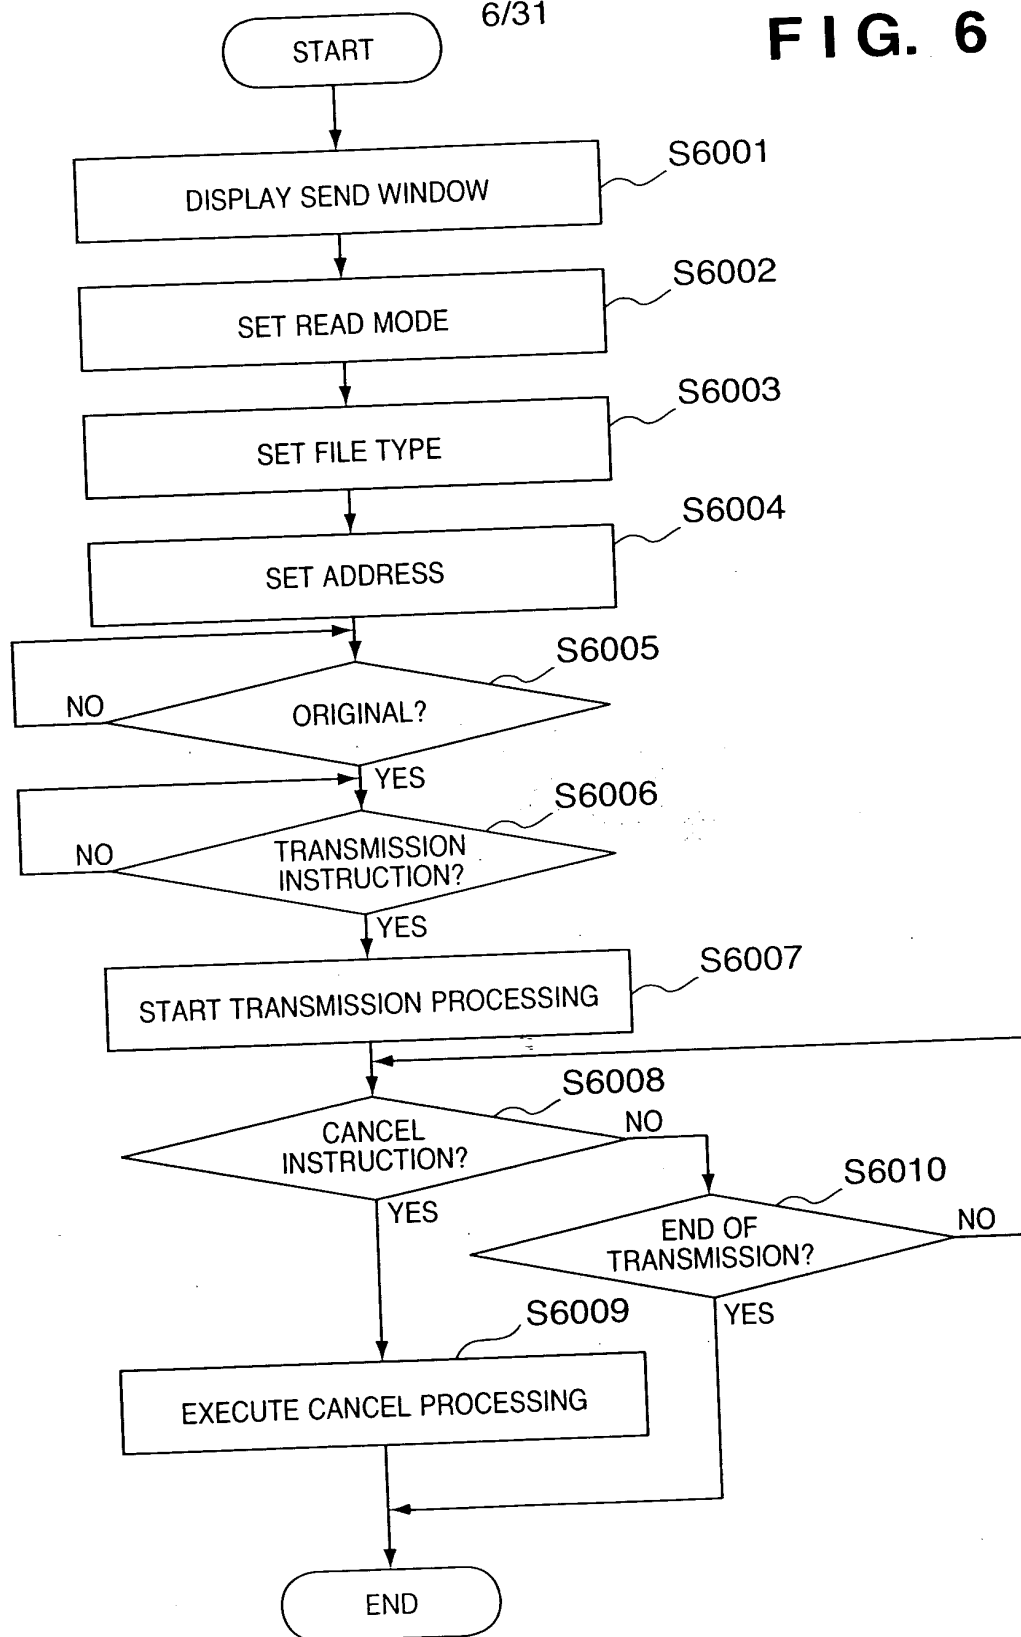 6/31
FIG. 6
START
S6001
DISPLAY SEND WINDOW
S6002
SET READ MODE
S6003
SET FILE TYPE
S6004
SET ADDRESS
S6005
NO
ORIGINAL?
YES
S6006
NO
TRANSMISSION
INSTRUCTION?
YES
S6007
START TRANSMISSION PROCESSING
S6008
CANCEL
INSTRUCTION?
NO
YES
S6010
END OF
TRANSMISSION?
NO
YES
S6009
EXECUTE CANCEL PROCESSING
END